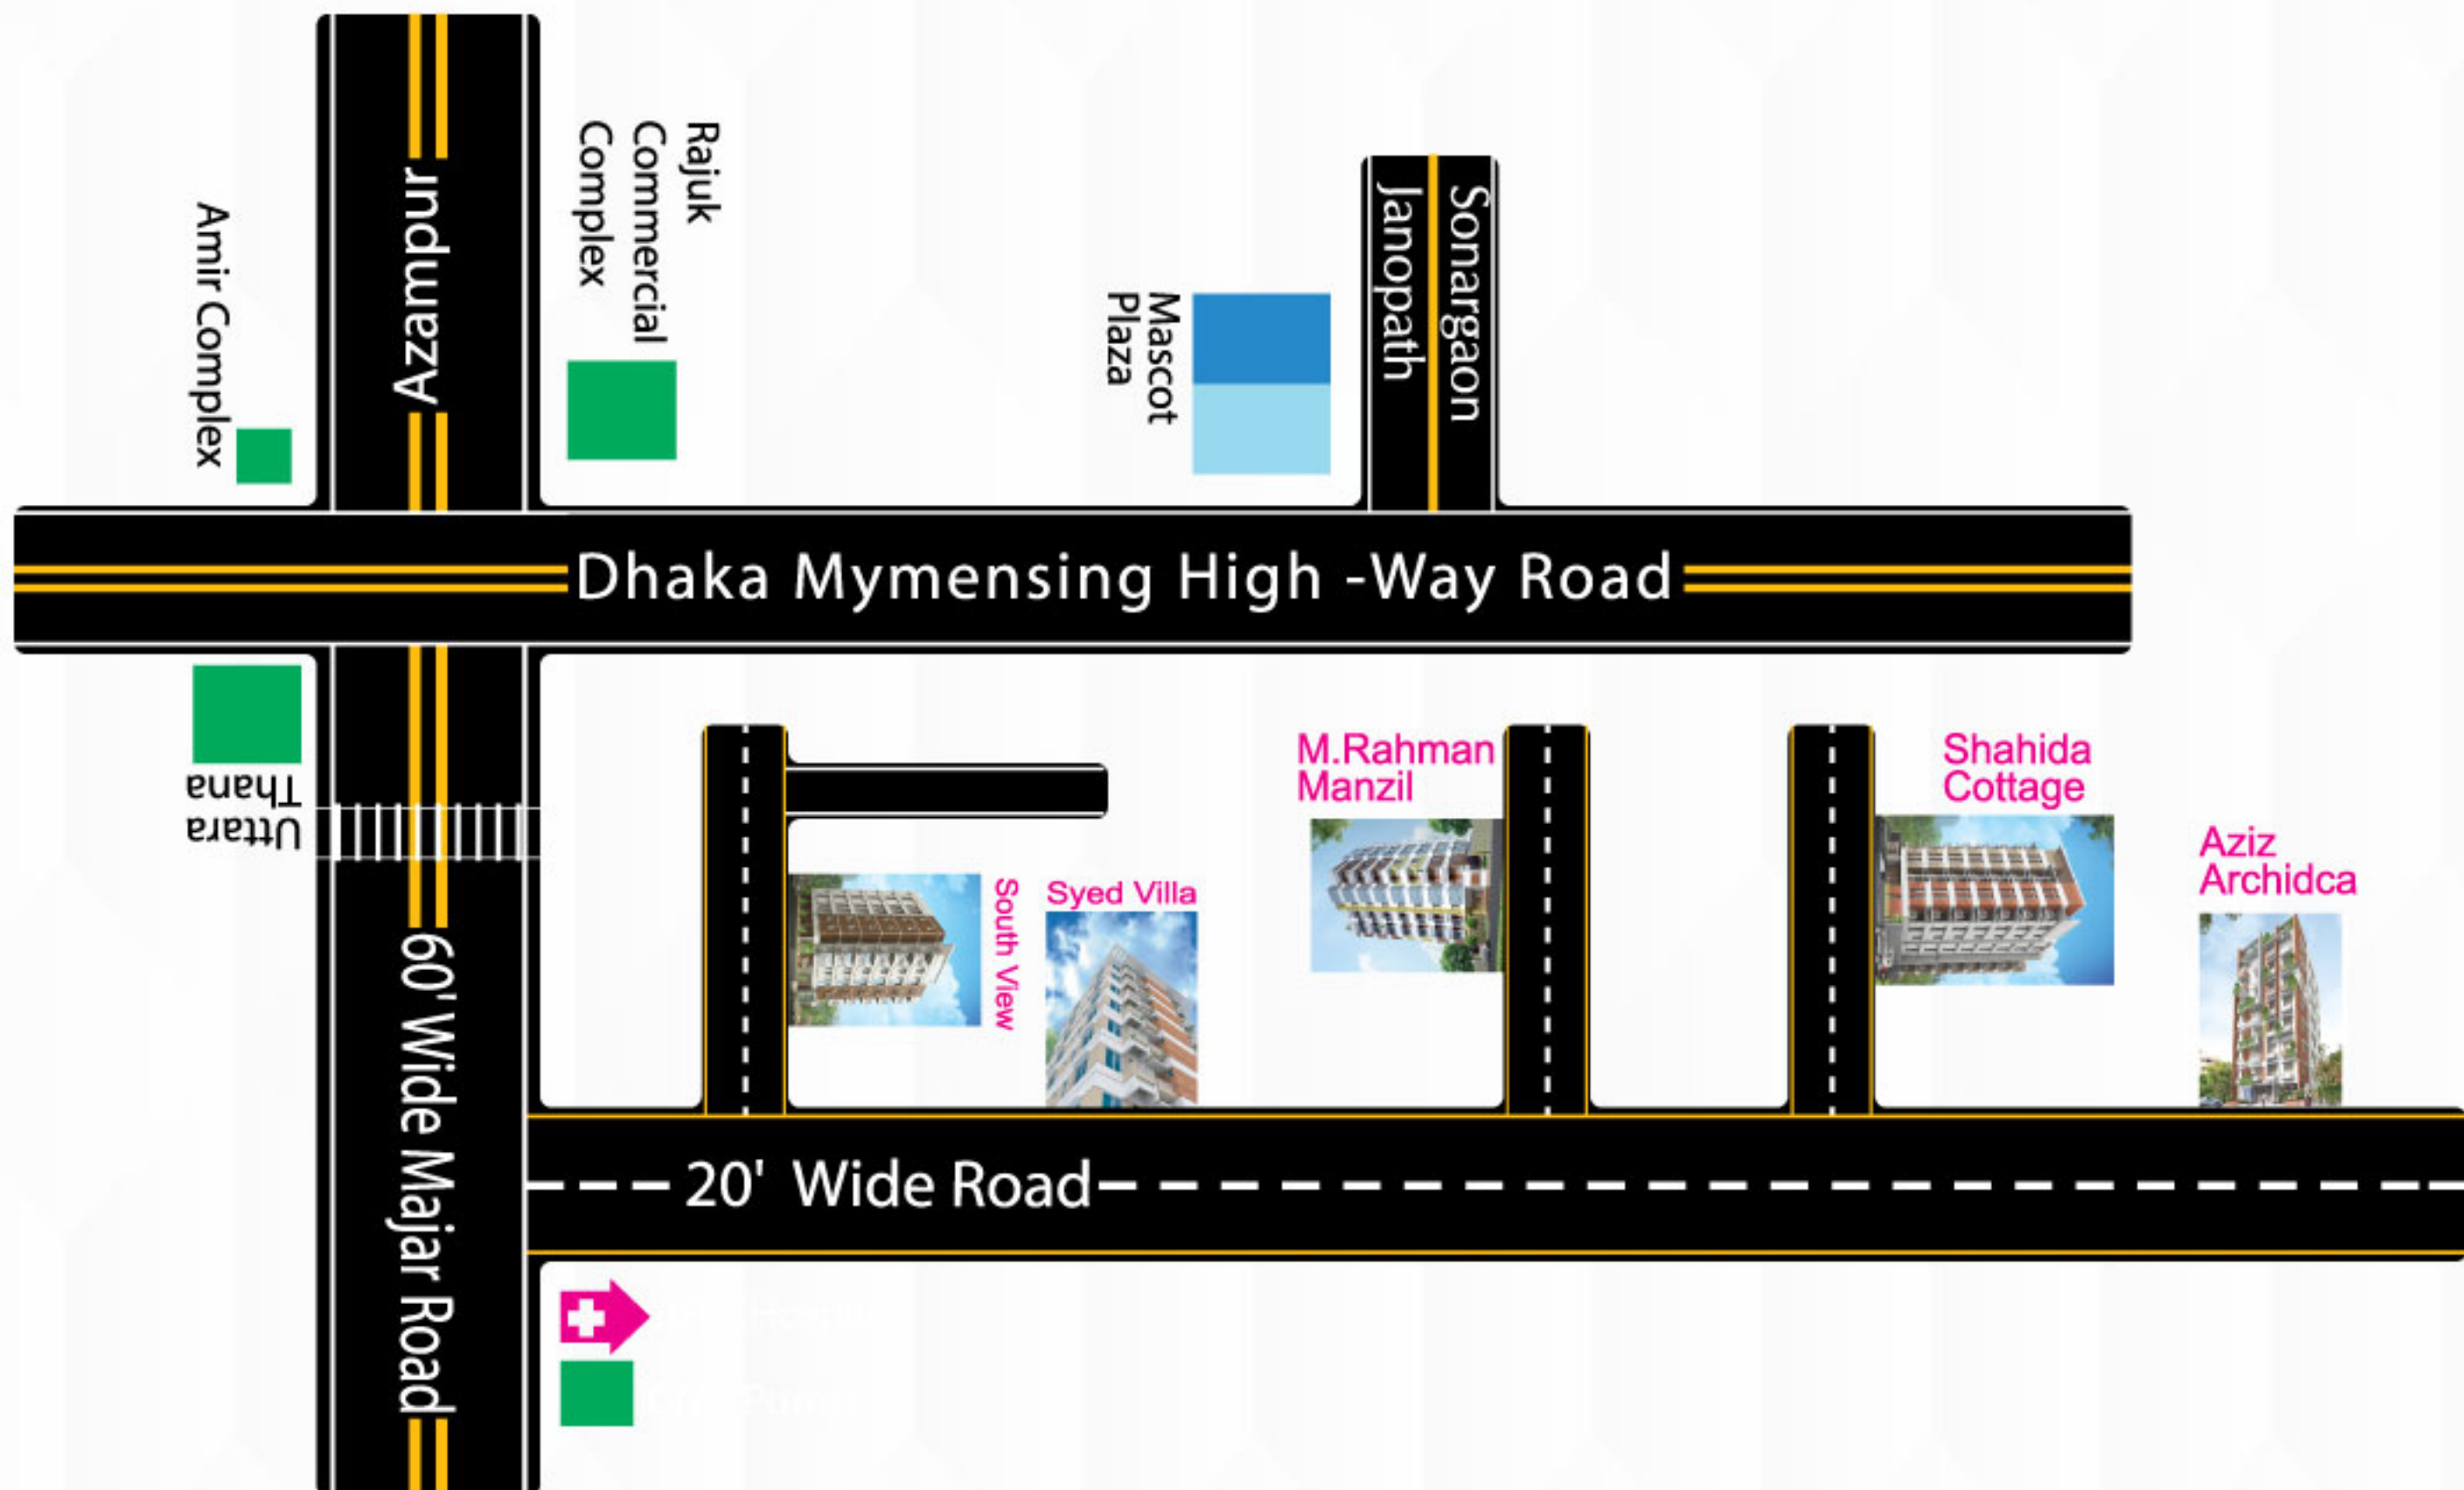 Rajuk
Commercial
Complex
Amir Complex
Azampur
Sonargaon
Janopath
Mascot
Plaza
Dhaka Mymensing High -Way Road
Uttara
Thana
M.Rahman
Manzil
Shahida
Cottage
Aziz
Archidca
South View
Syed Villa
60' Wide Majar Road
20' Wide Road